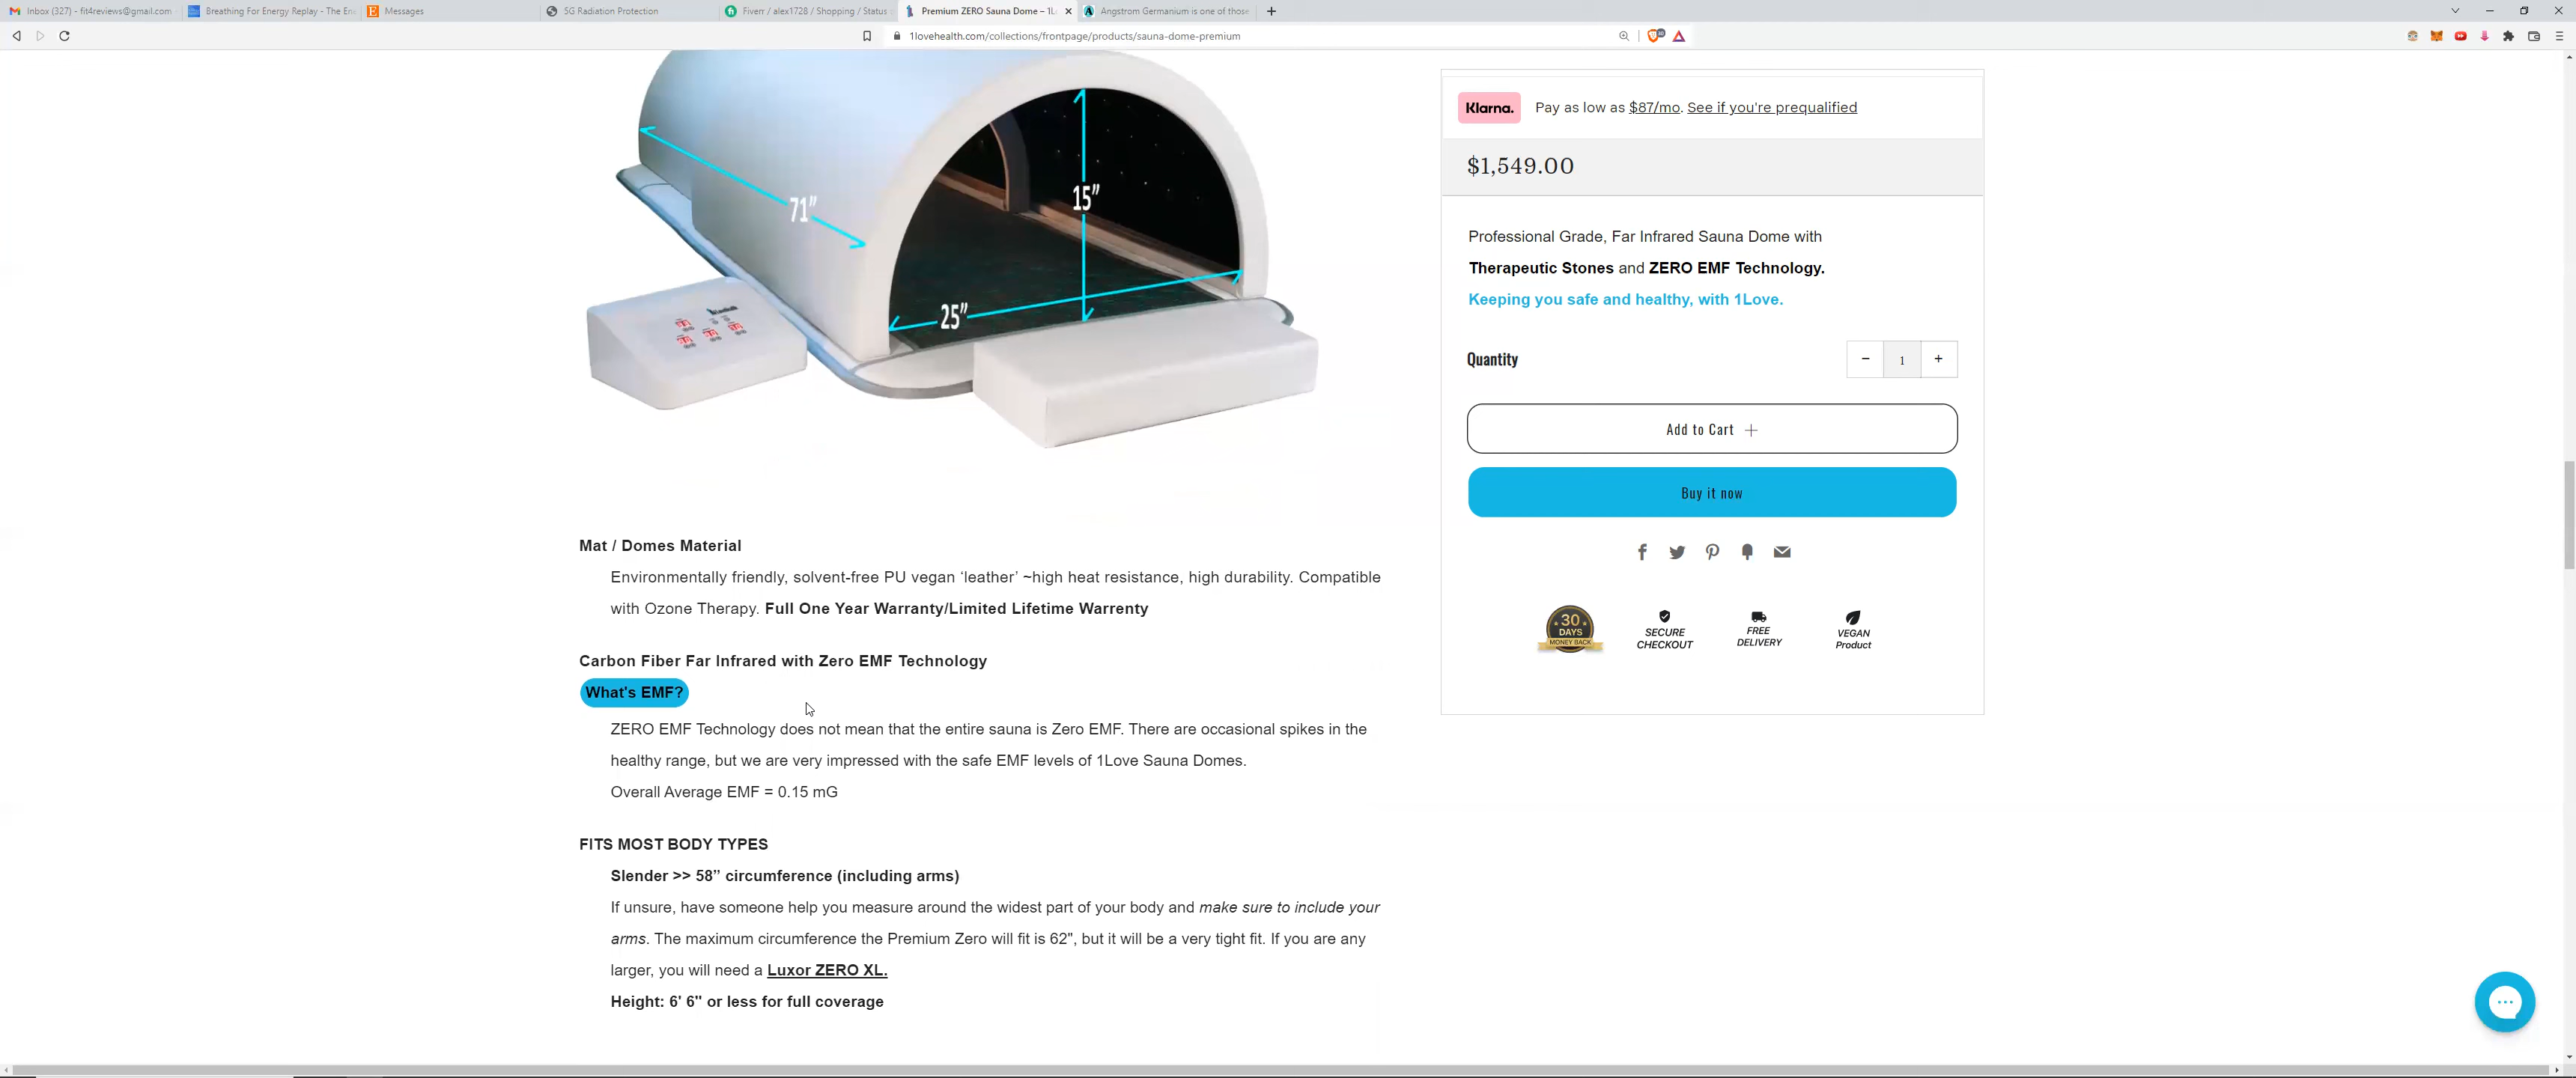 Inbox (327) - fit4reviews@gmail.com
Breathing For Energy Replay - The En
Messages
5G Radiation Protection
Fiverr / alex1728 / Shopping / Status
Premium ZERO Sauna Dome – 1L
Angstrom Germanium is one of those
1lovehealth.com/collections/frontpage/products/sauna-dome-premium
71”
15”
25”
Klarna. Pay as low as $87/mo. See if you're prequalified
$1,549.00
Professional Grade, Far Infrared Sauna Dome with
Therapeutic Stones and ZERO EMF Technology.
Keeping you safe and healthy, with 1Love.
Quantity
− 1 +
Add to Cart +
Buy it now
30 DAYS MONEY BACK
SECURE CHECKOUT
FREE DELIVERY
VEGAN Product
Mat / Domes Material
Environmentally friendly, solvent-free PU vegan ‘leather’ ~high heat resistance, high durability. Compatible
with Ozone Therapy. Full One Year Warranty/Limited Lifetime Warrenty
Carbon Fiber Far Infrared with Zero EMF Technology
What's EMF?
ZERO EMF Technology does not mean that the entire sauna is Zero EMF. There are occasional spikes in the
healthy range, but we are very impressed with the safe EMF levels of 1Love Sauna Domes.
Overall Average EMF = 0.15 mG
FITS MOST BODY TYPES
Slender >> 58” circumference (including arms)
If unsure, have someone help you measure around the widest part of your body and make sure to include your
arms. The maximum circumference the Premium Zero will fit is 62", but it will be a very tight fit. If you are any
larger, you will need a Luxor ZERO XL.
Height: 6' 6" or less for full coverage